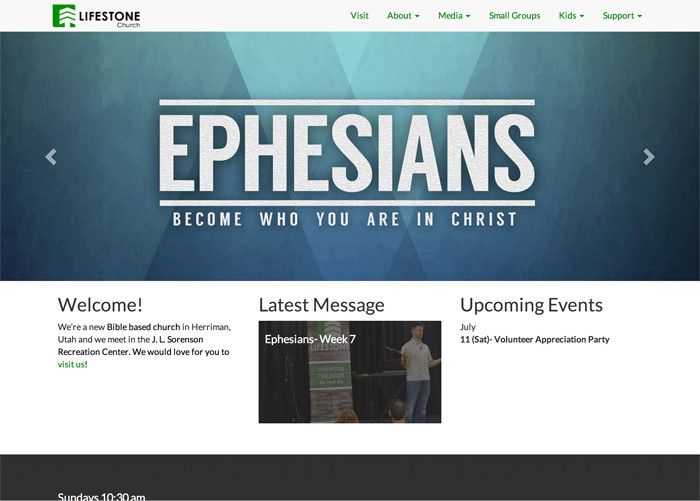 LIFESTONE
Church
Visit
About
Media
Small Groups
Kids
Support
EPHESIANS
BECOME WHO YOU ARE IN CHRIST
Welcome!
We're a new Bible based church in Herriman,
Utah and we meet in the J. L. Sorenson
Recreation Center. We would love for you to
visit us!
Latest Message
Ephesians- Week 7
LIFESTONE
Upcoming Events
July
11 (Sat)- Volunteer Appreciation Party
Sundays 10:30 am